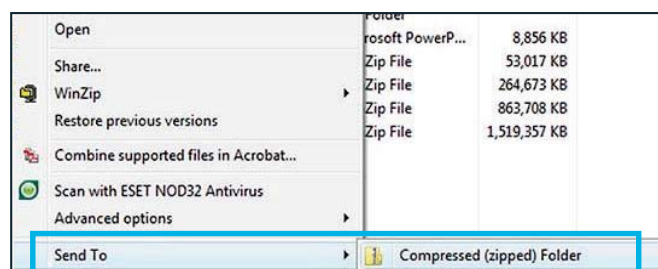 Folder
Open
rosoft PowerP... 8,856 KB
Share...
Zip File 53,017 KB
WinZip
Zip File 264,673 KB
Restore previous versions
Zip File 863,708 KB
Zip File 1,519,357 KB
Combine supported files in Acrobat...
Scan with ESET NOD32 Antivirus
Advanced options
Send To
Compressed (zipped) Folder